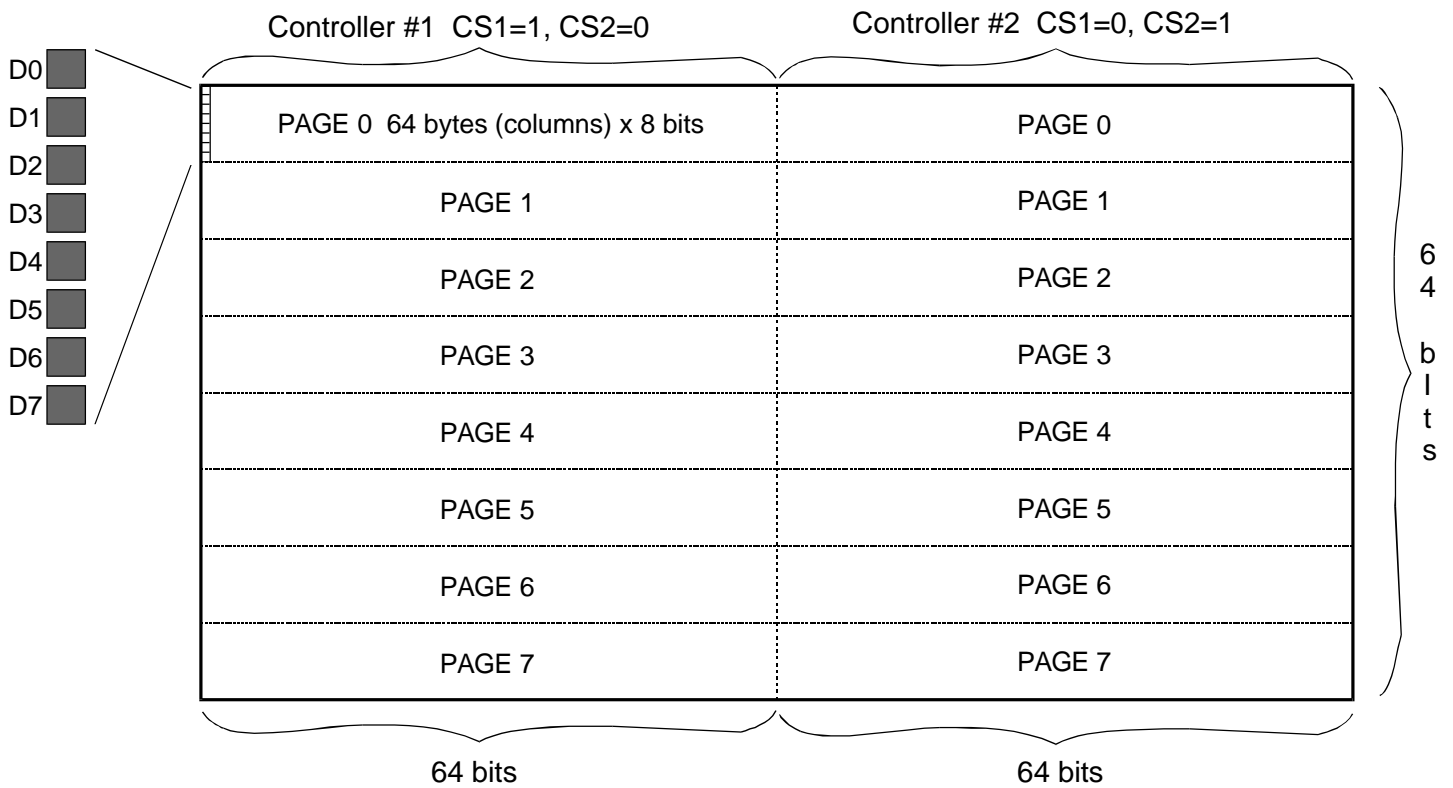 Controller #1 CS1=1, CS2=0
Controller #2 CS1=0, CS2=1
D0
D1
D2
D3
D4
D5
D6
D7
PAGE 0 64 bytes (columns) x 8 bits
PAGE 0
PAGE 1
PAGE 1
PAGE 2
PAGE 2
PAGE 3
PAGE 3
PAGE 4
PAGE 4
PAGE 5
PAGE 5
PAGE 6
PAGE 6
PAGE 7
PAGE 7
64 bIts
64 bits
64 bits